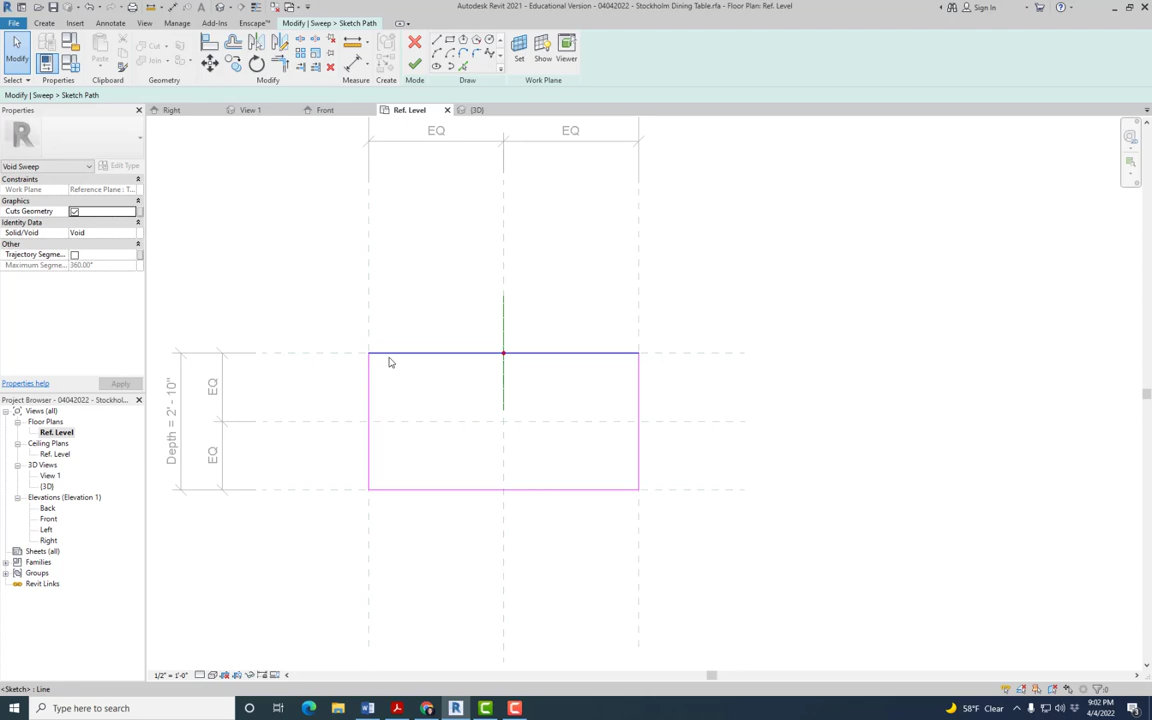 Autodesk Revit 2021 - Educational Version - 04042022 - Stockholm Dining Table.rfa - Floor Plan: Ref. Level
Sign In
File Create Insert Annotate View Manage Add-Ins Enscape™ Modify | Sweep > Sketch Path
Modify
Paste
Cut
Join
Set Show Viewer
Select Properties Clipboard Geometry Modify Measure Create Mode Draw Work Plane
Modify | Sweep > Sketch Path
Properties
Right View 1 Front Ref. Level {3D}
Void Sweep Edit Type
Constraints
Work Plane Reference Plane : T...
Graphics
Cuts Geometry
Identity Data
Solid/Void Void
Other
Trajectory Segme...
Maximum Segme... 360.00°
Properties help Apply
Project Browser - 04042022 - Stockhol...
Views (all)
Floor Plans
Ref. Level
Ceiling Plans
Ref. Level
3D Views
View 1
{3D}
Elevations (Elevation 1)
Back
Front
Left
Right
Sheets (all)
Families
Groups
Revit Links
EQ EQ
Depth = 2' - 10"
EQ
EQ
1/2" = 1'-0"
<Sketch> : Line
:0
Type here to search
58°F Clear
9:02 PM
4/4/2022
3